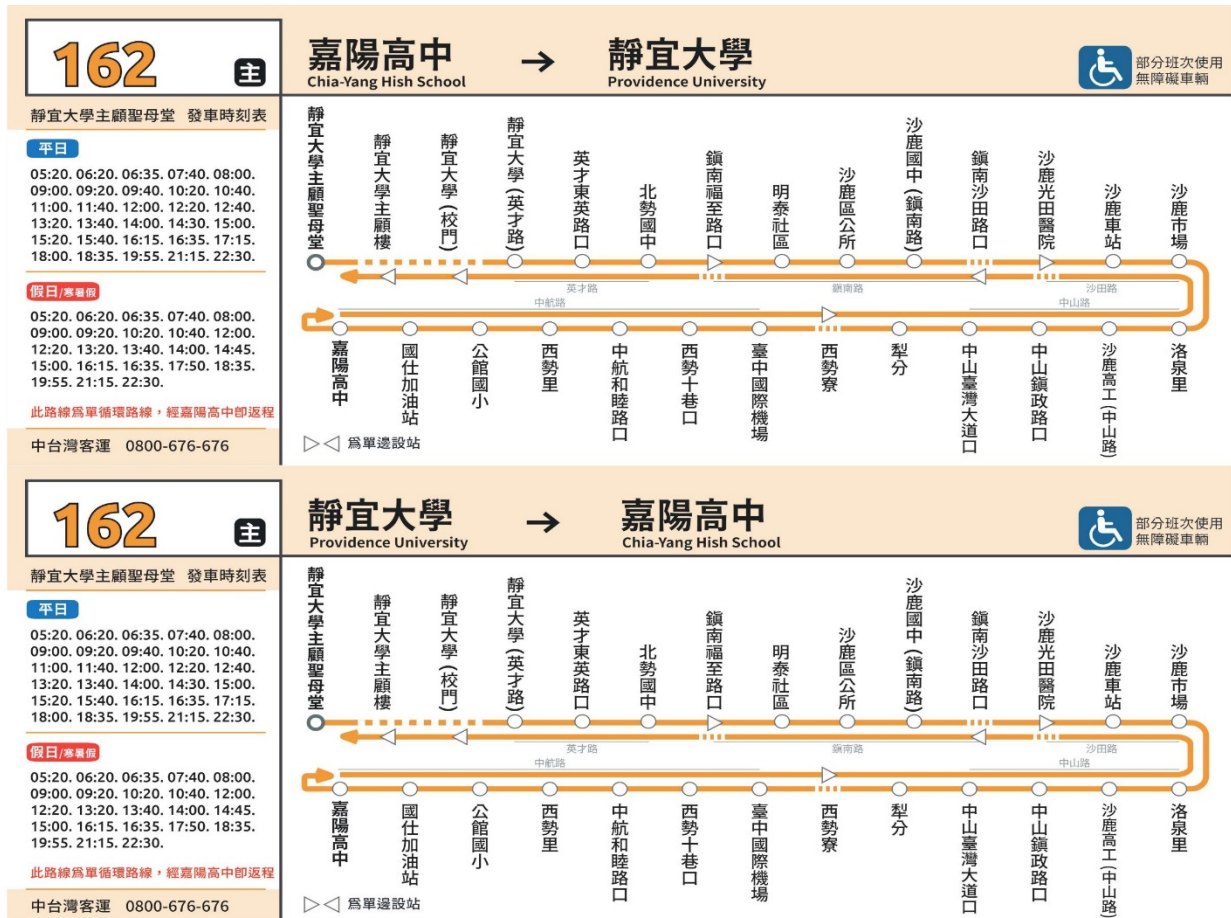 162 主
嘉陽高中 → 靜宜大學
Chia-Yang Hish School Providence University
部分班次使用
無障礙車輛
靜宜大學主顧聖母堂 發車時刻表
平日
05:20. 06:20. 06:35. 07:40. 08:00.
09:00. 09:20. 09:40. 10:20. 10:40.
11:00. 11:40. 12:00. 12:20. 12:40.
13:20. 13:40. 14:00. 14:30. 15:00.
15:20. 15:40. 16:15. 16:35. 17:15.
18:00. 18:35. 19:55. 21:15. 22:30.
假日/寒暑假
05:20. 06:20. 06:35. 07:40. 08:00.
09:00. 09:20. 10:20. 10:40. 12:00.
12:20. 13:20. 13:40. 14:00. 14:45.
15:00. 16:15. 16:35. 17:50. 18:35.
19:55. 21:15. 22:30.
此路線為單循環路線，經嘉陽高中卽返程
中台灣客運 0800-676-676
靜宜大學主顧聖母堂
靜宜大學主顧樓
靜宜大學(校門)
靜宜大學(英才路)
英才東英路口
北勢國中
鎮南福至路口
明泰社區
沙鹿區公所
沙鹿國中(鎮南路)
鎮南沙田路口
沙鹿光田醫院
沙鹿車站
沙鹿市場
英才路
鎮南路
沙田路
中航路
中山路
嘉陽高中
國仕加油站
公館國小
西勢里
中航和睦路口
西勢十巷口
臺中國際機場
西勢寮
犁分
中山臺灣大道口
中山鎮政路口
沙鹿高工(中山路)
洛泉里
▷◁ 為單邊設站
162 主
靜宜大學 → 嘉陽高中
Providence University Chia-Yang Hish School
部分班次使用
無障礙車輛
靜宜大學主顧聖母堂 發車時刻表
平日
05:20. 06:20. 06:35. 07:40. 08:00.
09:00. 09:20. 09:40. 10:20. 10:40.
11:00. 11:40. 12:00. 12:20. 12:40.
13:20. 13:40. 14:00. 14:30. 15:00.
15:20. 15:40. 16:15. 16:35. 17:15.
18:00. 18:35. 19:55. 21:15. 22:30.
假日/寒暑假
05:20. 06:20. 06:35. 07:40. 08:00.
09:00. 09:20. 10:20. 10:40. 12:00.
12:20. 13:20. 13:40. 14:00. 14:45.
15:00. 16:15. 16:35. 17:50. 18:35.
19:55. 21:15. 22:30.
此路線為單循環路線，經嘉陽高中卽返程
中台灣客運 0800-676-676
靜宜大學主顧聖母堂
靜宜大學主顧樓
靜宜大學(校門)
靜宜大學(英才路)
英才東英路口
北勢國中
鎮南福至路口
明泰社區
沙鹿區公所
沙鹿國中(鎮南路)
鎮南沙田路口
沙鹿光田醫院
沙鹿車站
沙鹿市場
英才路
鎮南路
沙田路
中航路
中山路
嘉陽高中
國仕加油站
公館國小
西勢里
中航和睦路口
西勢十巷口
臺中國際機場
西勢寮
犁分
中山臺灣大道口
中山鎮政路口
沙鹿高工(中山路)
洛泉里
▷◁ 為單邊設站